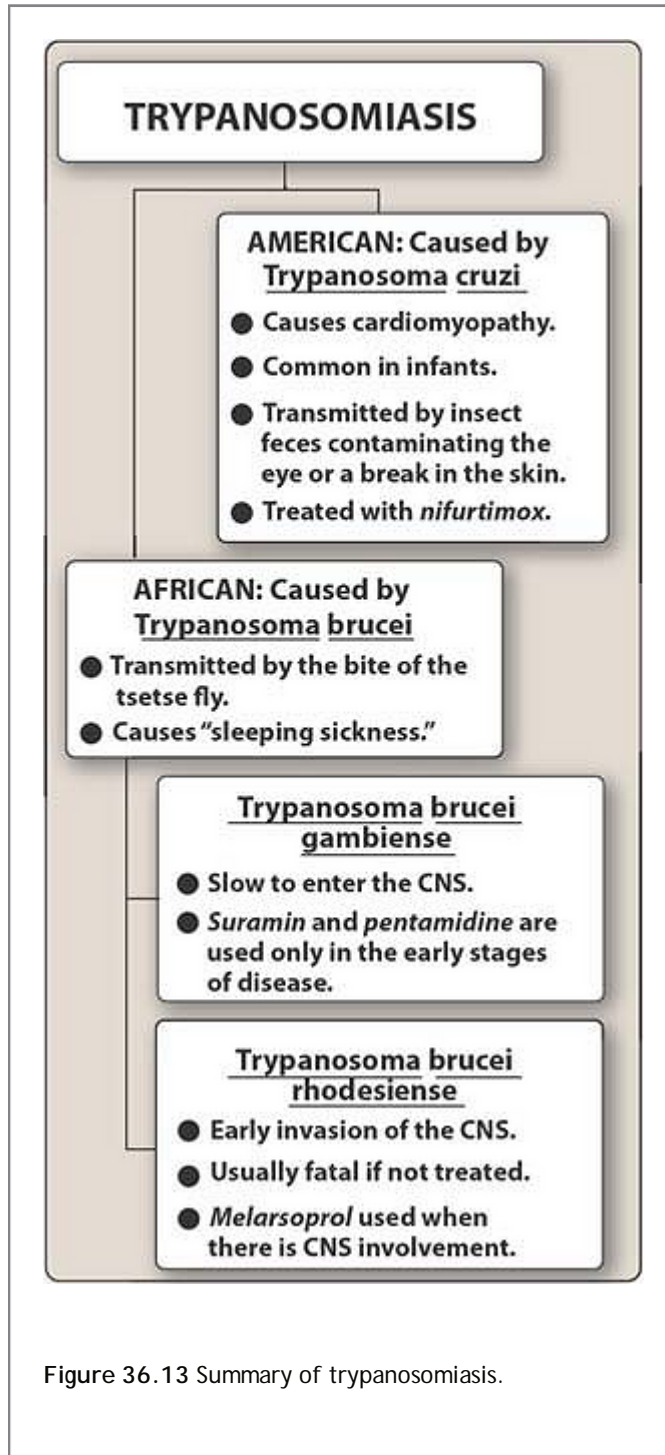 TRYPANOSOMIASIS
AMERICAN: Caused by
Trypanosoma cruzi
● Causes cardiomyopathy.
● Common in infants.
● Transmitted by insect
feces contaminating the
eye or a break in the skin.
● Treated with nifurtimox.
AFRICAN: Caused by
Trypanosoma brucei
● Transmitted by the bite of the
tsetse fly.
● Causes “sleeping sickness.”
Trypanosoma brucei
gambiense
● Slow to enter the CNS.
● Suramin and pentamidine are
used only in the early stages
of disease.
Trypanosoma brucei
rhodesiense
● Early invasion of the CNS.
● Usually fatal if not treated.
● Melarsoprol used when
there is CNS involvement.
Figure 36.13 Summary of trypanosomiasis.